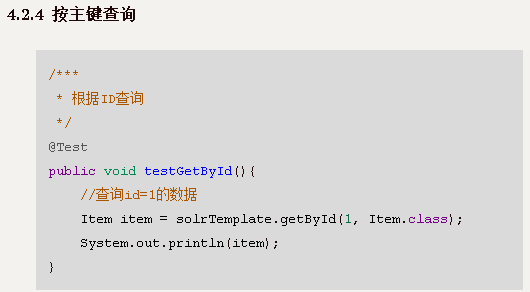 4.2.4 按主键查询
/***
 * 根据ID查询
 */
@Test
public void testGetById(){
    //查询id=1的数据
    Item item = solrTemplate.getById(1, Item.class);
    System.out.println(item);
}